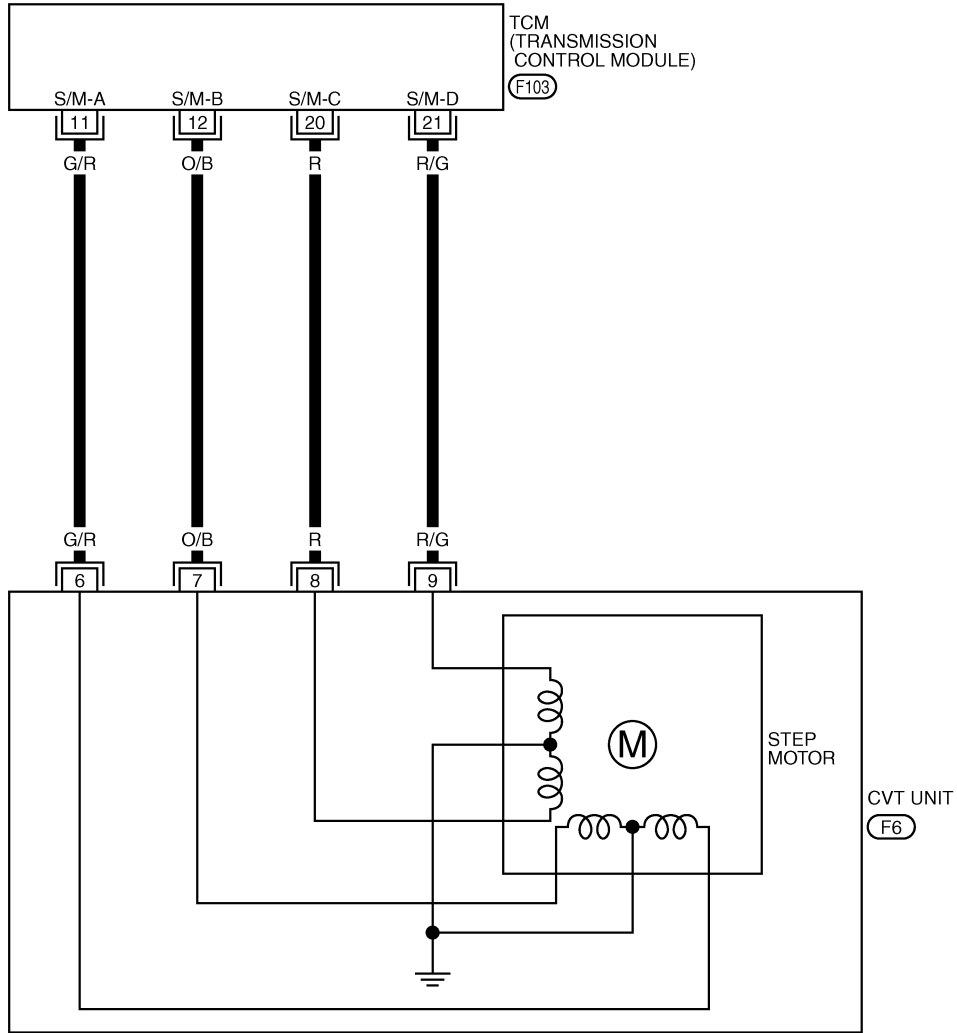 TCM
(TRANSMISSION
CONTROL MODULE)
F103
S/M-A S/M-B S/M-C S/M-D
11 12 20 21
G/R O/B R R/G
G/R O/B R R/G
6 7 8 9
M
STEP
MOTOR
CVT UNIT
F6